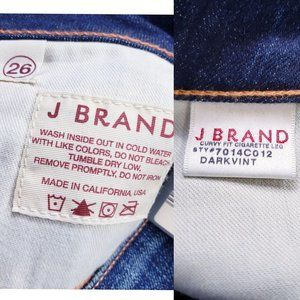 26
J BRAND
WASH INSIDE OUT IN COLD WATER
WITH LIKE COLORS, DO NOT BLEACH
TUMBLE DRY LOW.
REMOVE PROMPTLY, DO NOT IRON
MADE IN CALIFORNIA, USA
J BRAND
CURVY FIT CIGARETTE LEG
STY#7014C012
DARKVINT